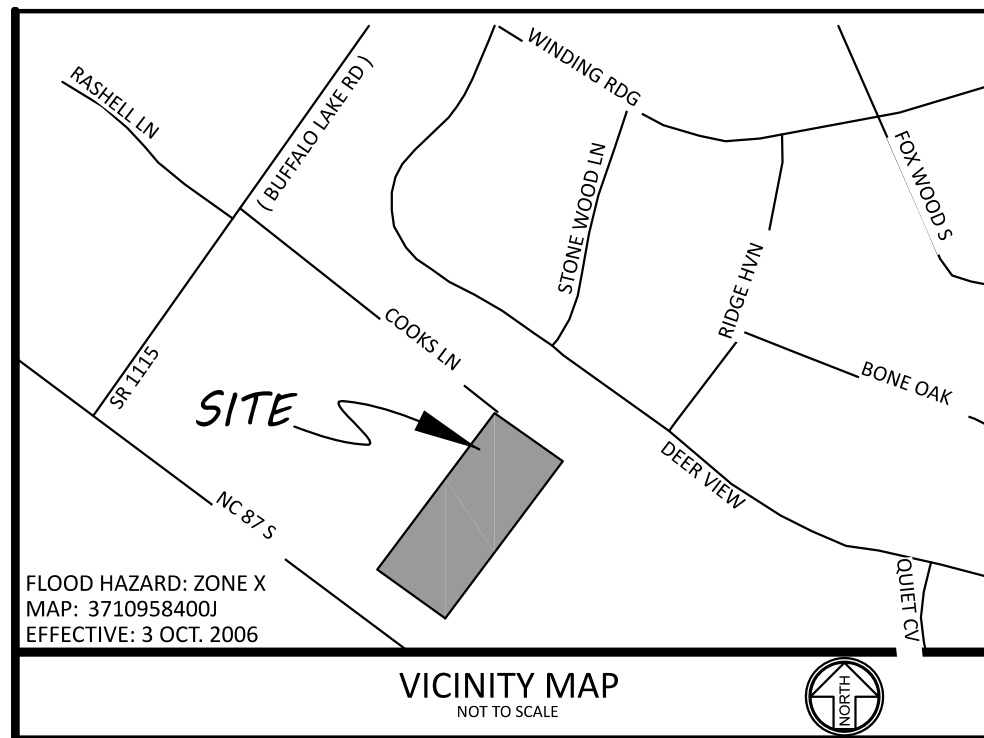 WINDING RDG
RASHELL LN
( BUFFALO LAKE RD )
FOX WOOD S
STONE WOOD LN
RIDGE HVN
COOKS LN
SR 1115
BONE OAK
SITE
DEER VIEW
NC 87 S
QUIET CV
FLOOD HAZARD: ZONE X
MAP: 3710958400J
EFFECTIVE: 3 OCT. 2006
VICINITY MAP
NOT TO SCALE
NORTH